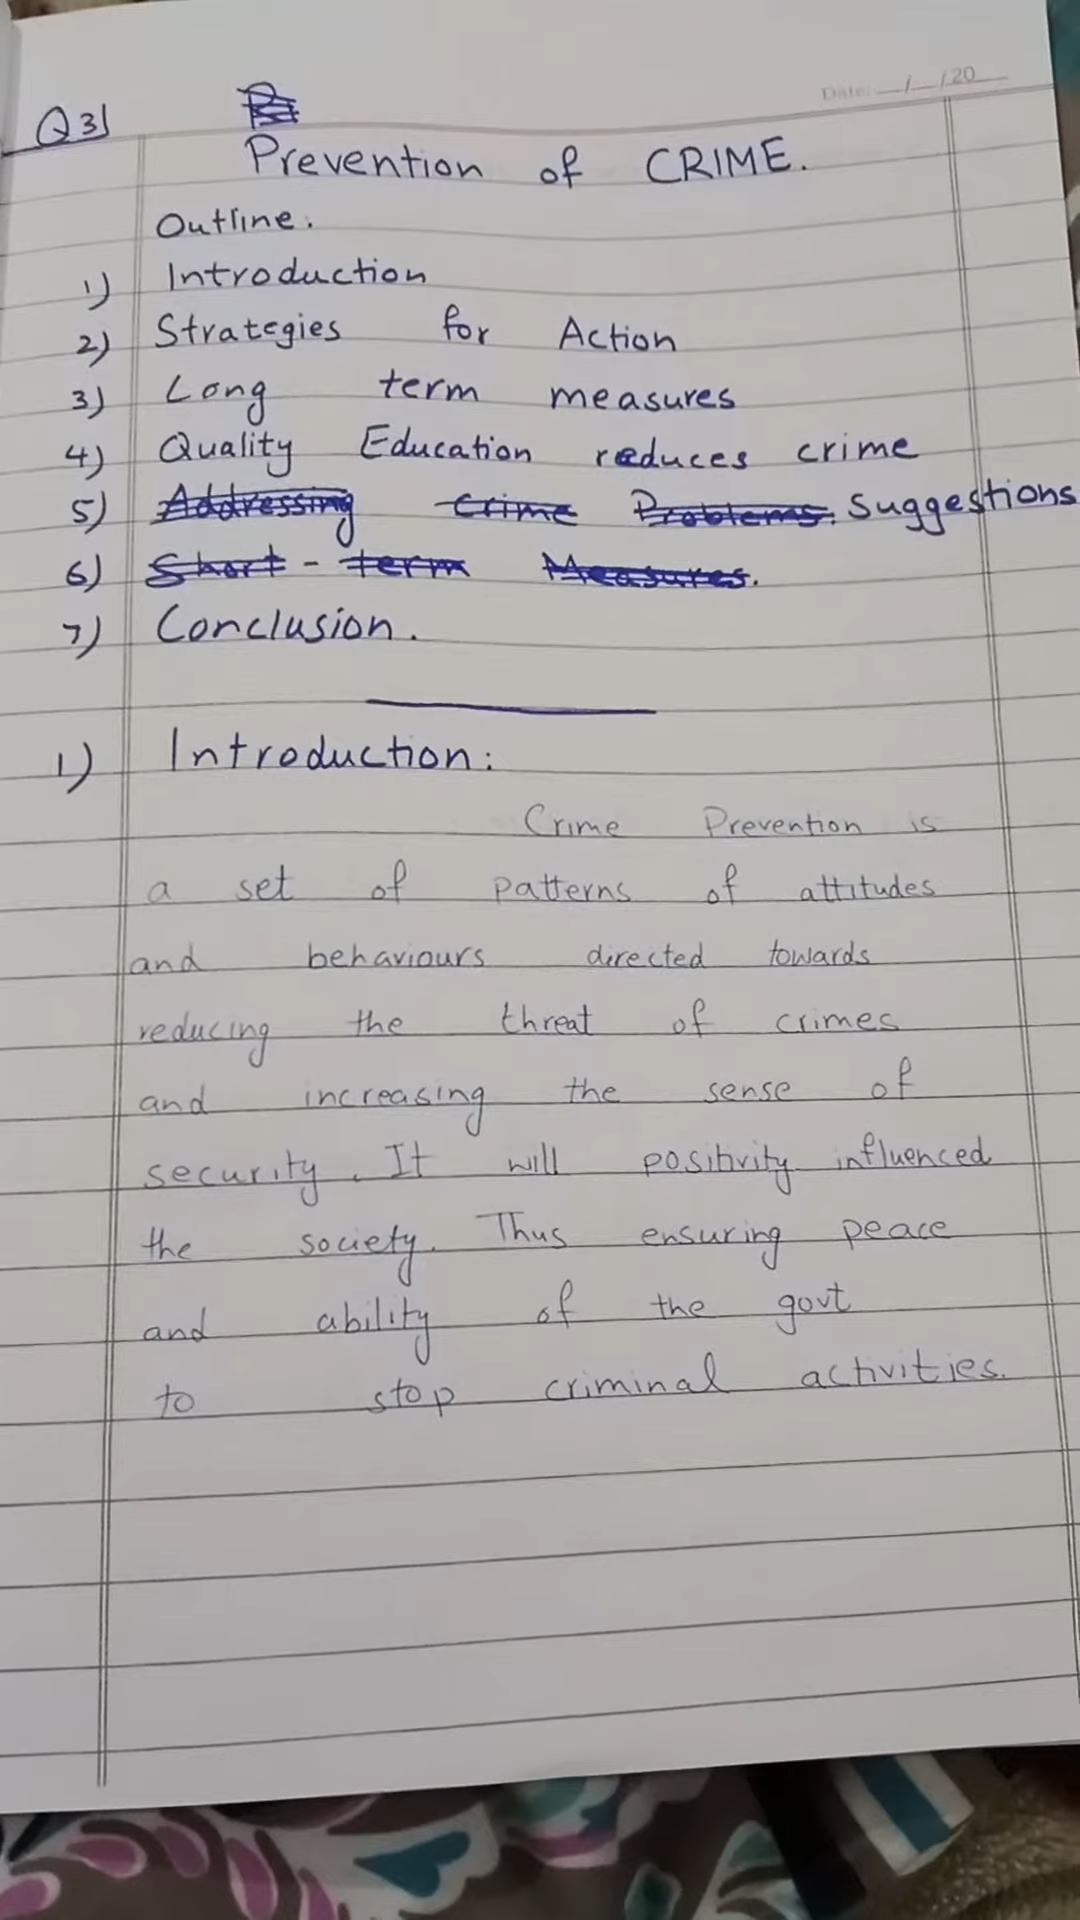 Date: __/__/20__
Q3)
Prevention of CRIME.
Outline:
1) Introduction
2) Strategies for Action
3) Long term measures
4) Quality Education reduces crime
5) Addressing Crime Problems. Suggestions
6) Short - term Measures.
7) Conclusion.
1) Introduction:
Crime Prevention is
a set of patterns of attitudes
and behaviours directed towards
reducing the threat of crimes
and increasing the sense of
security. It will positivity influenced
the society. Thus ensuring peace
and ability of the govt
to stop criminal activities.